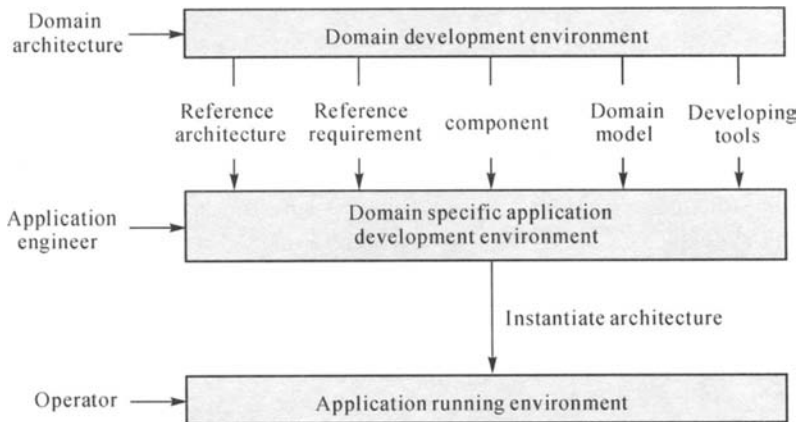 Domain
architecture
Domain development environment
Reference
architecture
Reference
requirement
component
Domain
model
Developing
tools
Application
engineer
Domain specific application
development environment
Instantiate architecture
Operator
Application running environment